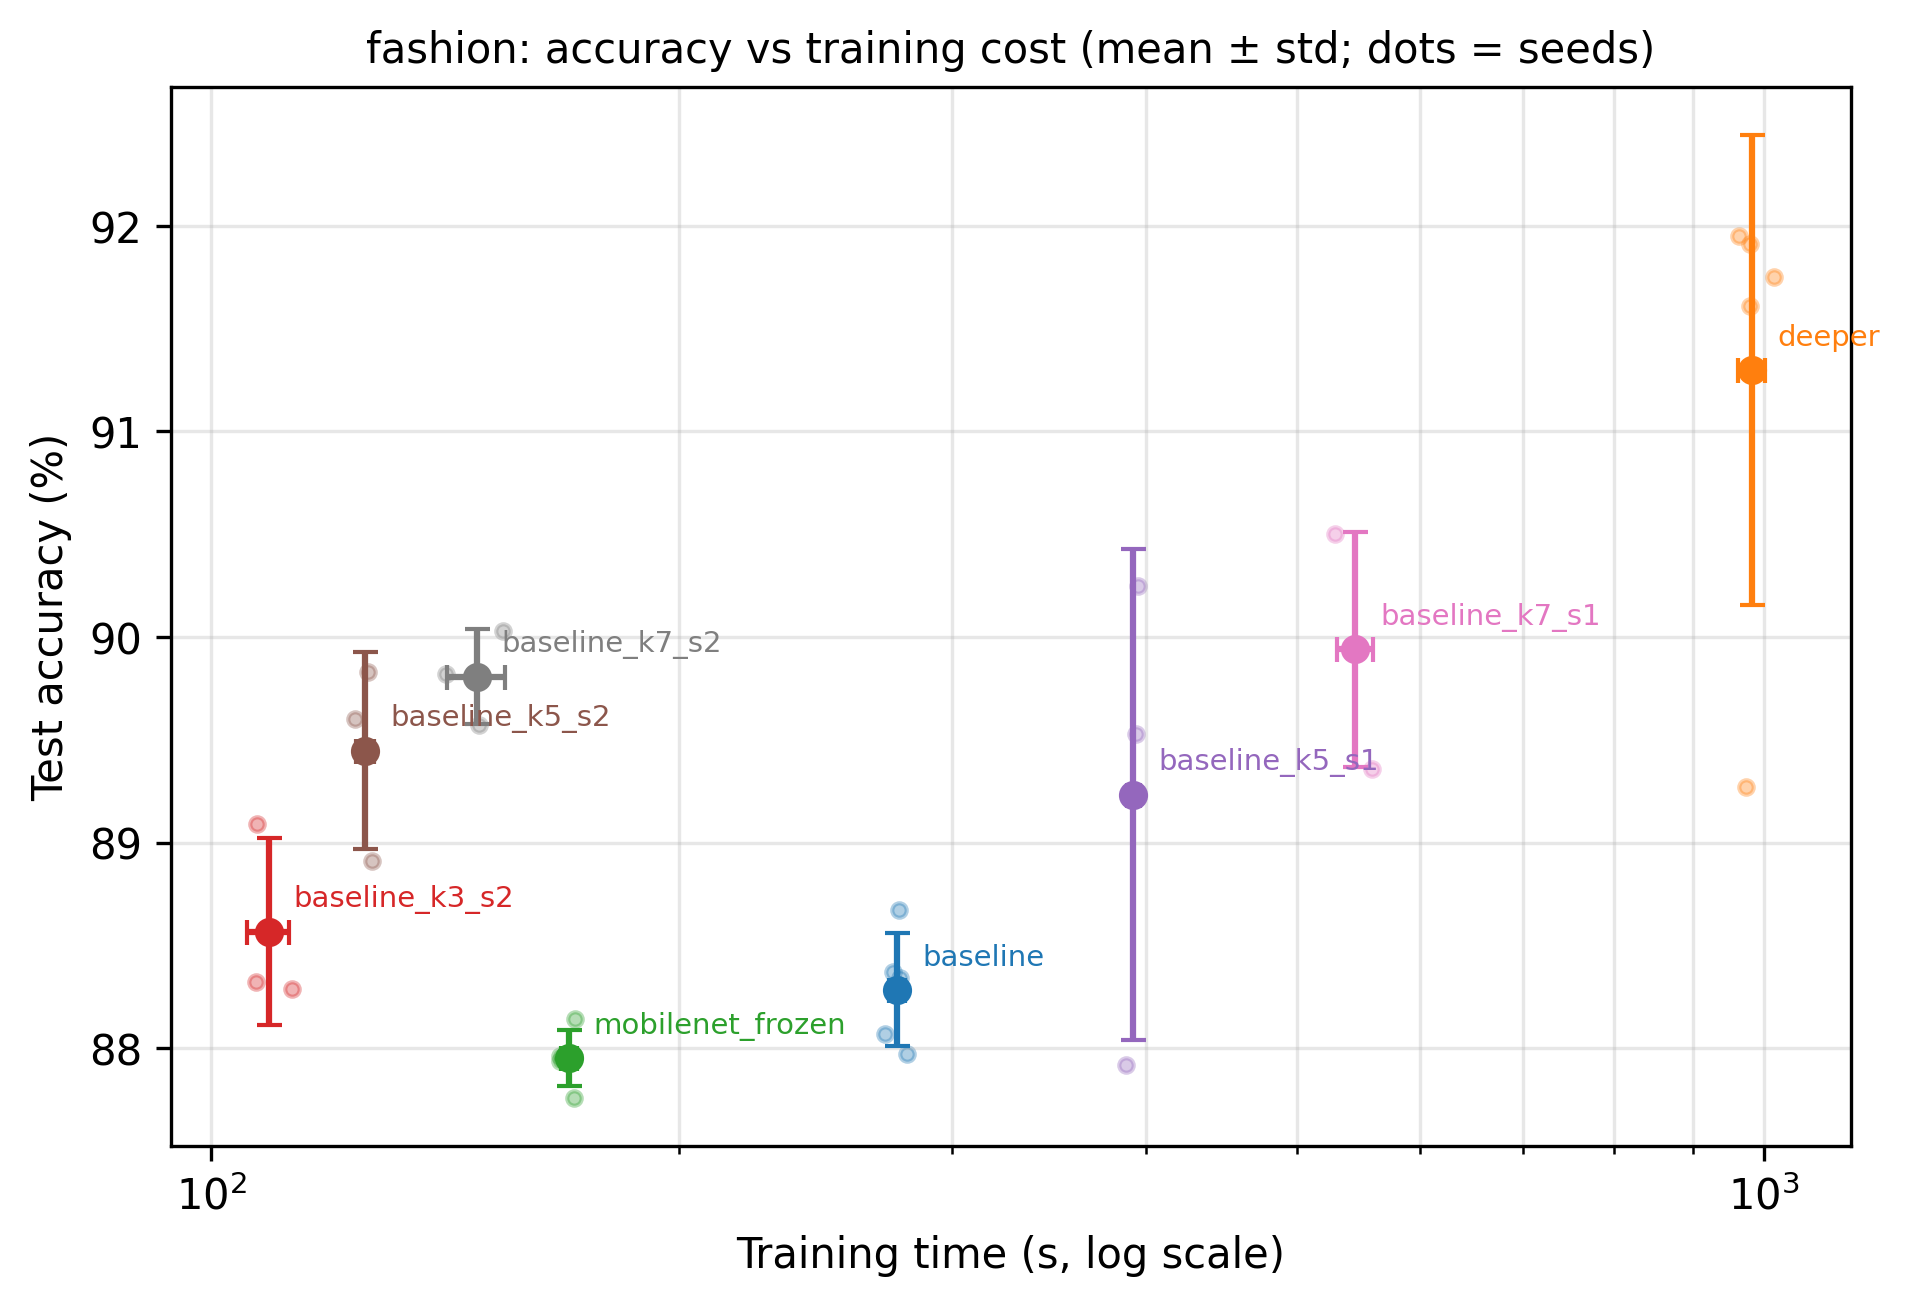 fashion: accuracy vs training cost (mean ± std; dots = seeds)
Test accuracy (%)
92
91
90
89
88
deeper
baseline_k7_s2
baseline_k7_s1
baseline_k5_s2
baseline_k5_s1
baseline_k3_s2
baseline
mobilenet_frozen
10²
10³
Training time (s, log scale)